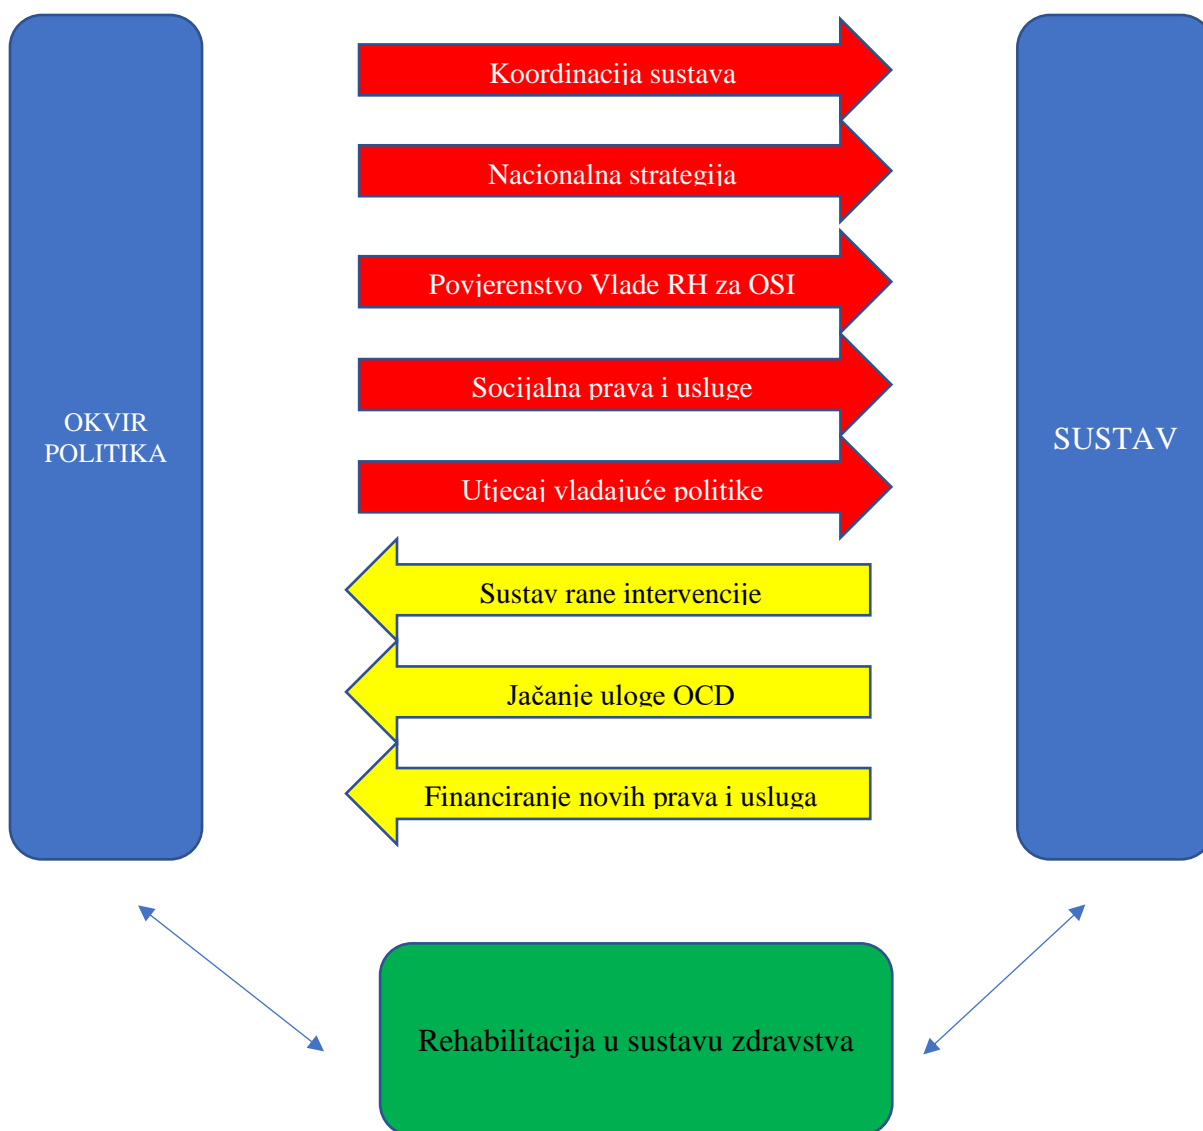 Koordinacija sustava
Nacionalna strategija
Povjerenstvo Vlade RH za OSI
Socijalna prava i usluge
OKVIR
POLITIKA
SUSTAV
Utjecaj vladajuće politike
Sustav rane intervencije
Jačanje uloge OCD
Financiranje novih prava i usluga
Rehabilitacija u sustavu zdravstva